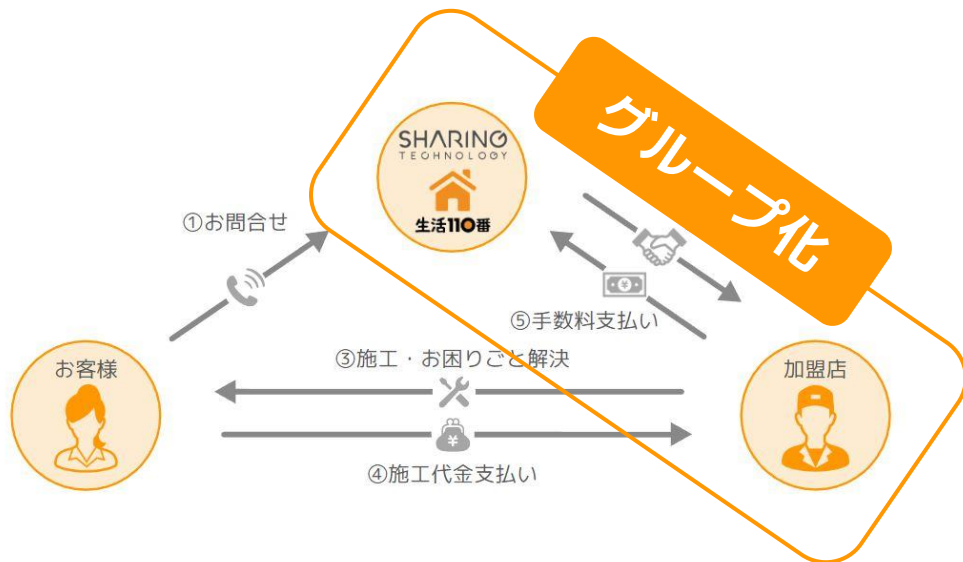 グループ化
SHARING
TECHNOLOGY
生活110番
①お問合せ
⑤手数料支払い
③施工・お困りごと解決
お客様
加盟店
④施工代金支払い